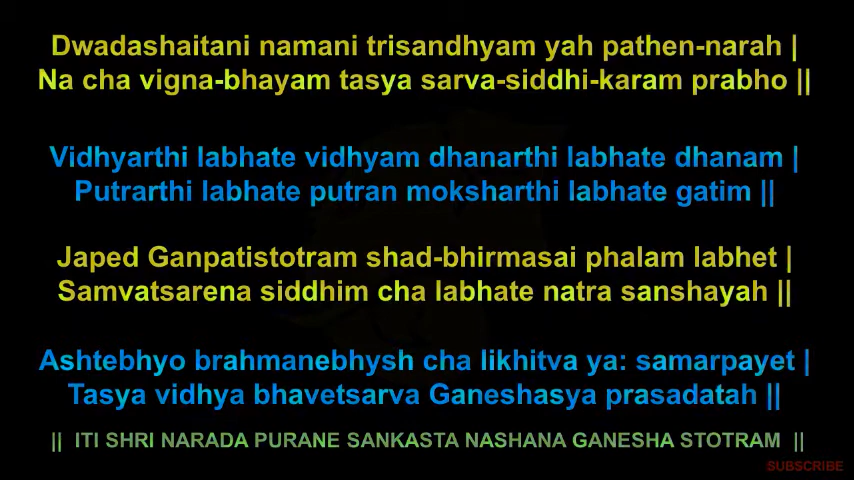 Dwadashaitani namani trisandhyam yah pathen-narah |
Na cha vigna-bhayam tasya sarva-siddhi-karam prabho ||
Vidhyarthi labhate vidhyam dhanarthi labhate dhanam |
Putrarthi labhate putran moksharthi labhate gatim ||
Japed Ganpatistotram shad-bhirmasai phalam labhet |
Samvatsarena siddhim cha labhate natra sanshayah ||
Ashtebhyo brahmanebhysh cha likhitva ya: samarpayet |
Tasya vidhya bhavetsarva Ganeshasya prasadatah ||
|| ITI SHRI NARADA PURANE SANKASTA NASHANA GANESHA STOTRAM ||
SUBSCRIBE